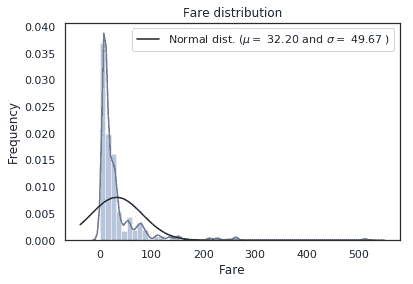 Fare distribution
Normal dist. (μ = 32.20 and σ = 49.67 )
0.040
0.035
0.030
0.025
0.020
0.015
0.010
0.005
0.000
Frequency
0 100 200 300 400 500
Fare